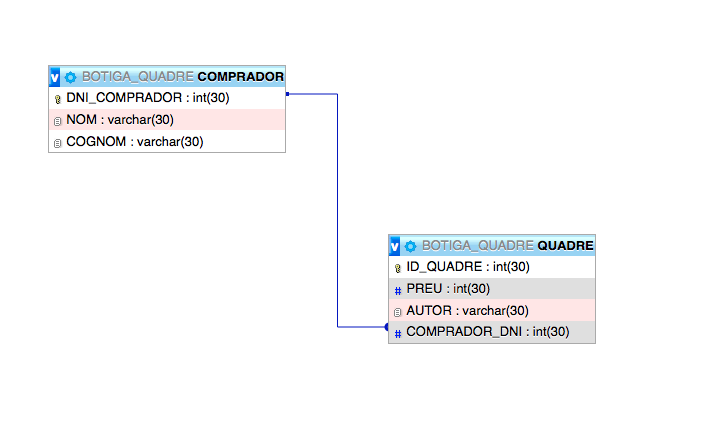 v BOTIGA_QUADRE COMPRADOR
DNI_COMPRADOR : int(30)
NOM : varchar(30)
COGNOM : varchar(30)
v BOTIGA_QUADRE QUADRE
ID_QUADRE : int(30)
# PREU : int(30)
AUTOR : varchar(30)
# COMPRADOR_DNI : int(30)